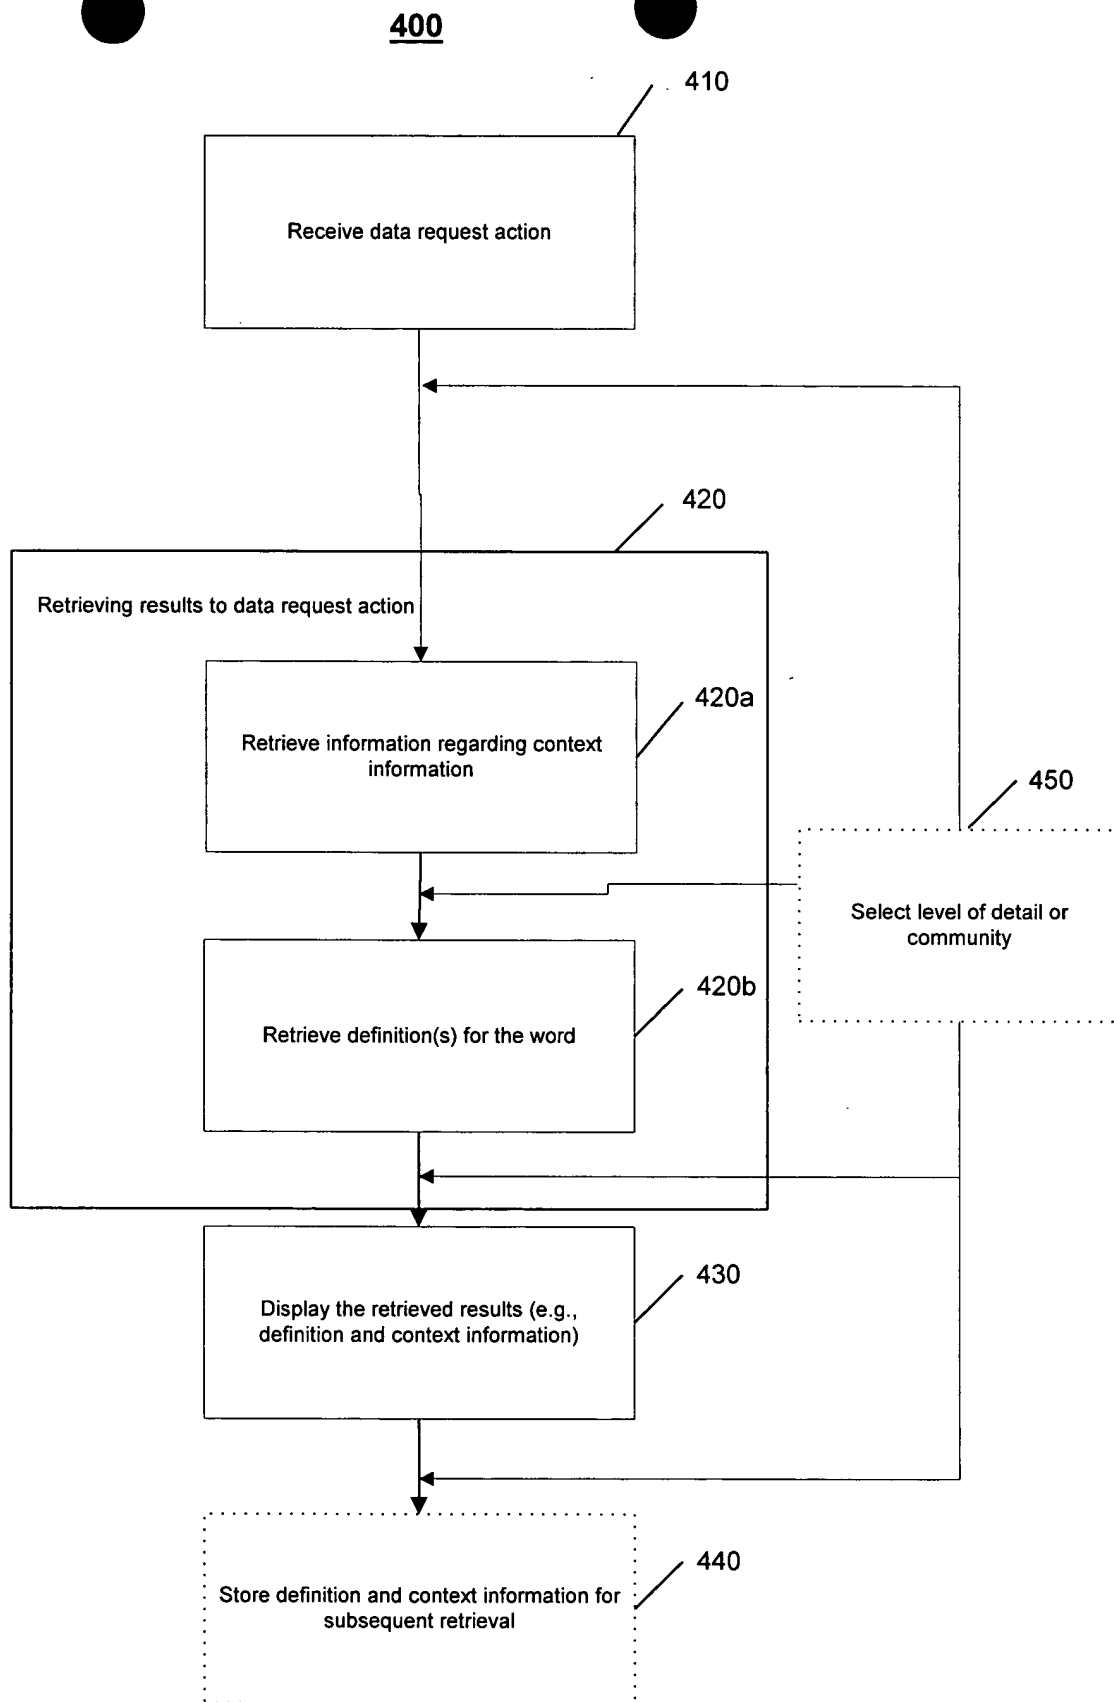 400
410
Receive data request action
420
Retrieving results to data request action
420a
Retrieve information regarding context
information
450
Select level of detail or
community
420b
Retrieve definition(s) for the word
430
Display the retrieved results (e.g.,
definition and context information)
440
Store definition and context information for
subsequent retrieval